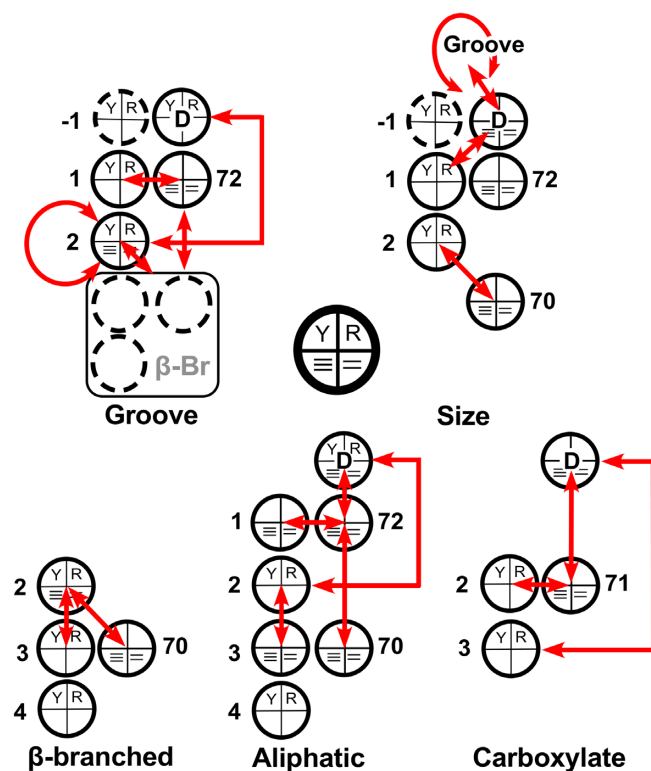 -1 Y R Y R
D
1 Y R 72
2 Y R
≡
β-Br
Groove
Groove
-1 Y R D
≡ =
1 Y R 72
≡ =
2 Y R
70
≡ =
Size
Y R
≡ =
2 Y R
≡ =
3 Y R 70
≡ =
4 Y R
β-branched
Y R
D
≡ =
1 72
≡ = ≡ =
2 Y R
3 70
≡ = ≡ =
4 Y R
Aliphatic
D
≡ =
2 Y R 71
≡ =
3 Y R
Carboxylate